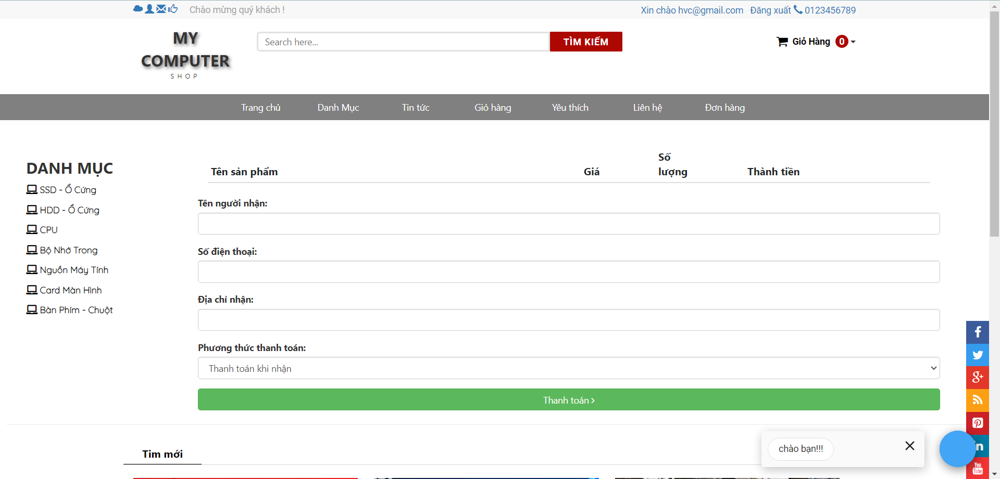 Chào mừng quý khách !
Xin chào hvc@gmail.com Đăng xuất 0123456789
MY
COMPUTER
SHOP
Search here...
TÌM KIẾM
Giỏ Hàng 0
Trang chủ Danh Mục Tin tức Giỏ hàng Yêu thích Liên hệ Đơn hàng
DANH MỤC
SSD - Ổ Cứng
HDD - Ổ Cứng
CPU
Bộ Nhớ Trong
Nguồn Máy Tính
Card Màn Hình
Bàn Phím - Chuột
Tên sản phẩm Giá Số lượng Thành tiền
Tên người nhận:
Số điện thoại:
Địa chỉ nhận:
Phương thức thanh toán:
Thanh toán khi nhận
Thanh toán
Tim mới
chào bạn!!!
f
g+
in
You
Tube